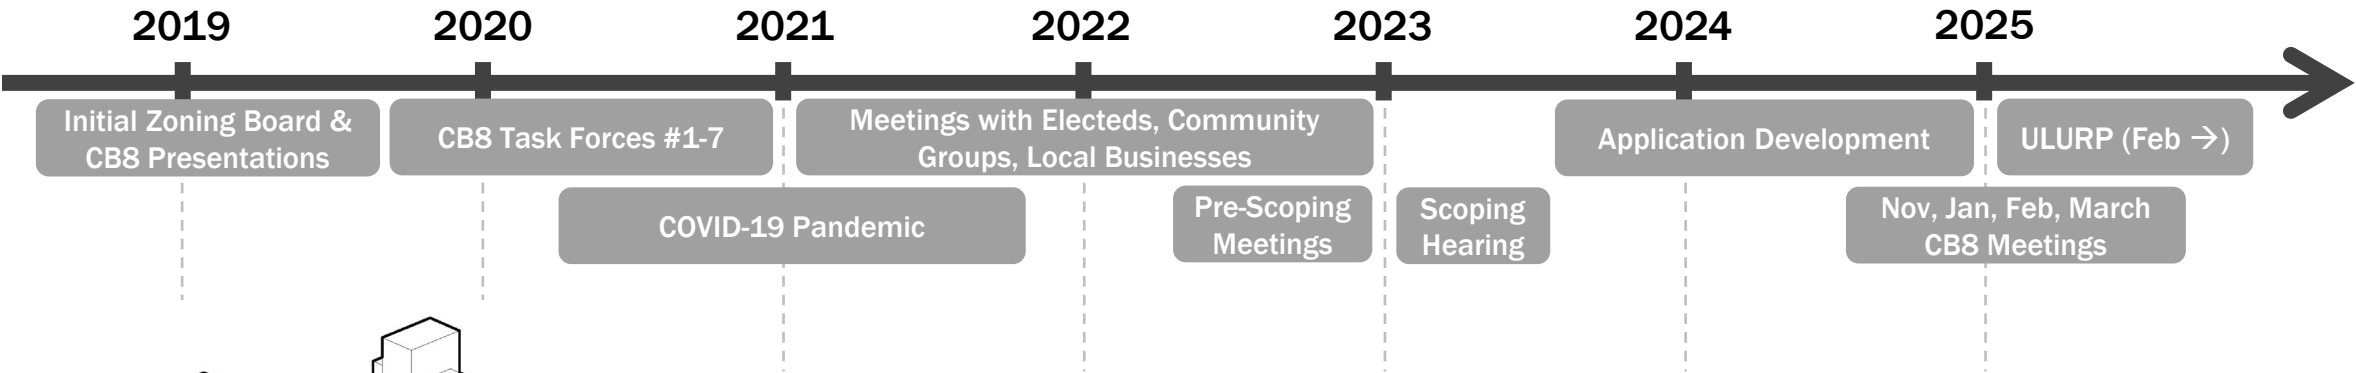 2019
2020
2021
2022
2023
2024
2025
Initial Zoning Board &
CB8 Presentations
CB8 Task Forces #1-7
Meetings with Electeds, Community
Groups, Local Businesses
Application Development
ULURP (Feb →)
COVID-19 Pandemic
Pre-Scoping
Meetings
Scoping
Hearing
Nov, Jan, Feb, March
CB8 Meetings